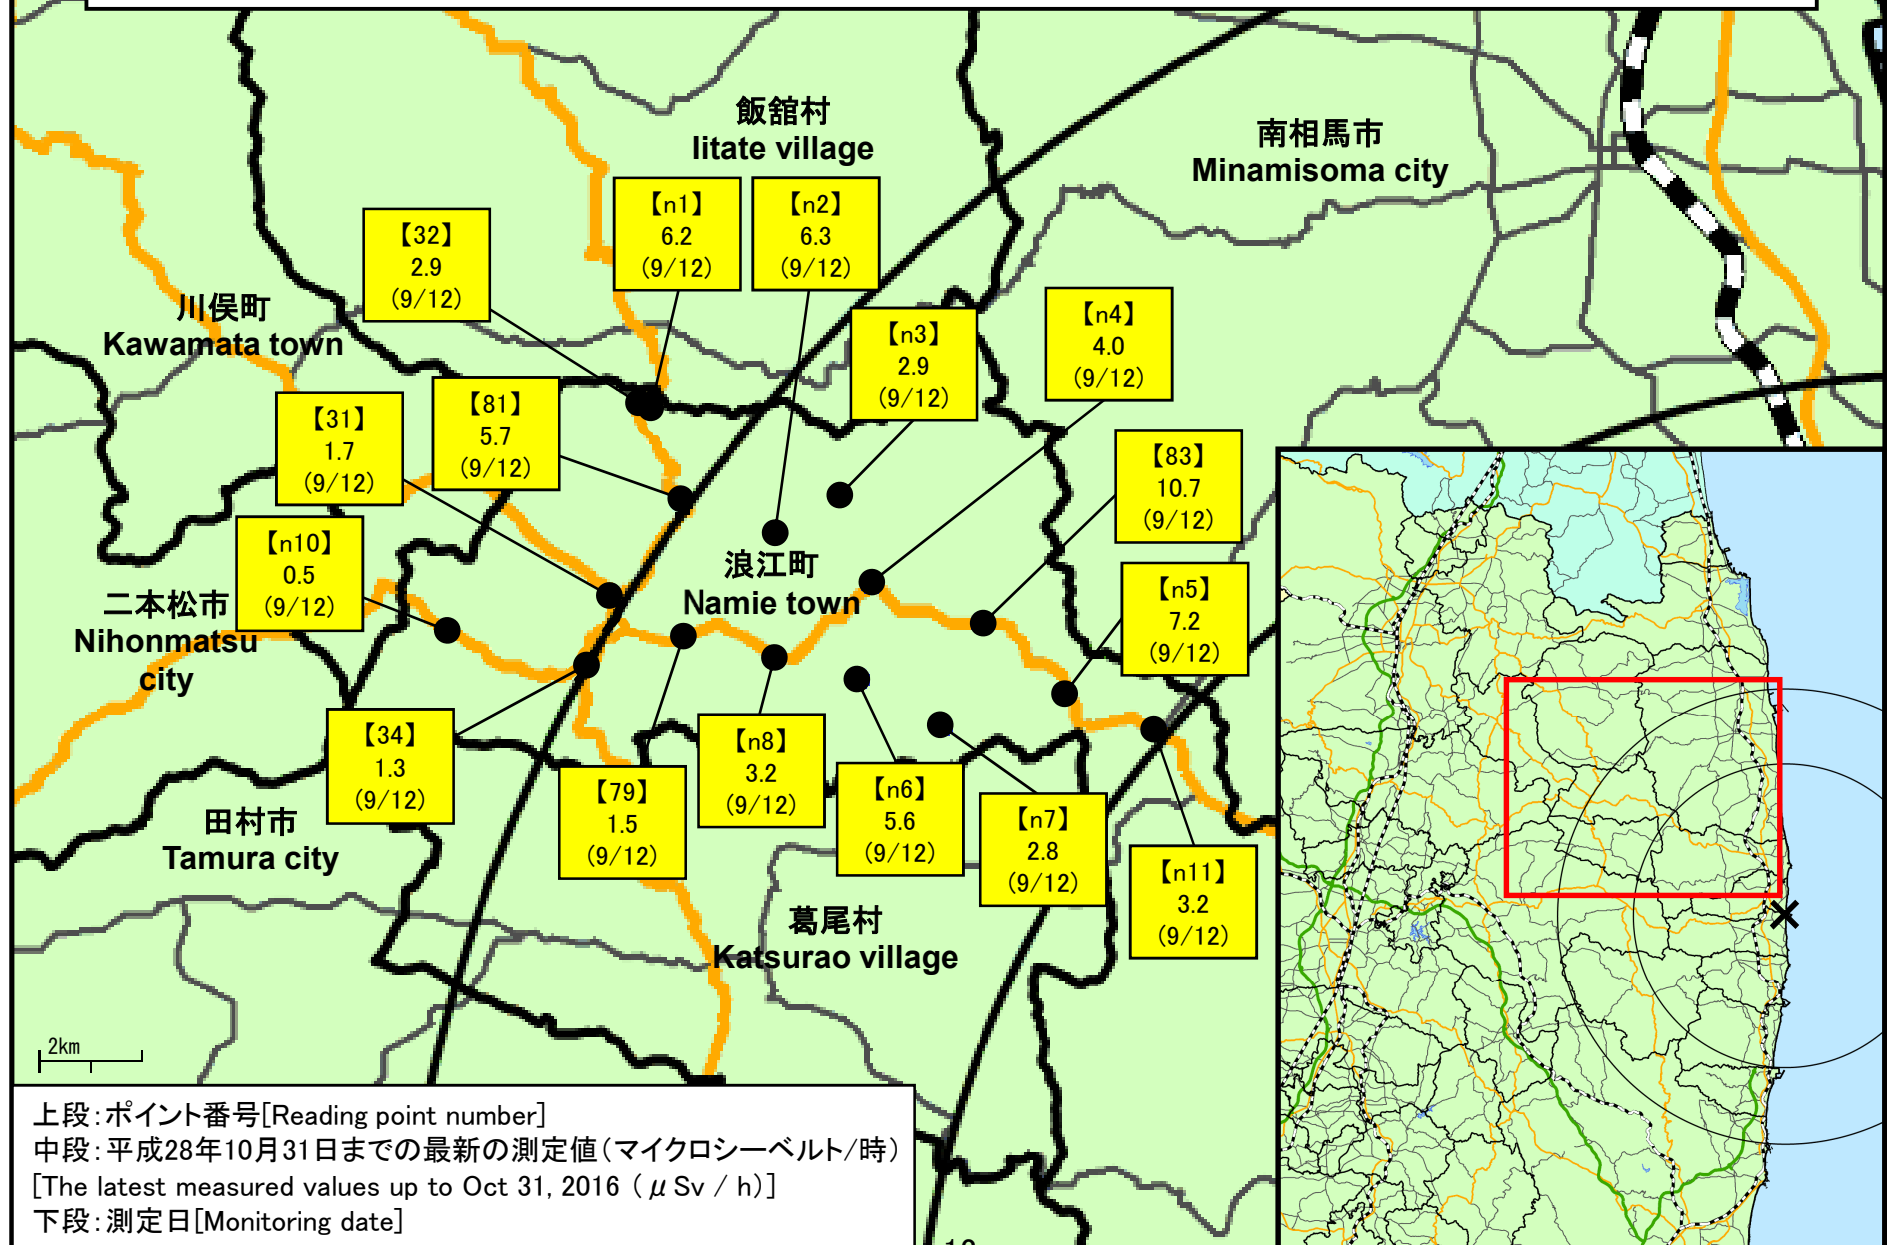 飯舘村
Iitate village
南相馬市
Minamisoma city
【n1】
6.2
(9/12)
【n2】
6.3
(9/12)
【32】
2.9
(9/12)
川俣町
Kawamata town
【n3】
2.9
(9/12)
【n4】
4.0
(9/12)
【31】
1.7
(9/12)
【81】
5.7
(9/12)
【83】
10.7
(9/12)
【n10】
0.5
(9/12)
浪江町
Namie town
【n5】
7.2
(9/12)
二本松市
Nihonmatsu
city
【34】
1.3
(9/12)
【79】
1.5
(9/12)
【n8】
3.2
(9/12)
【n6】
5.6
(9/12)
【n7】
2.8
(9/12)
【n11】
3.2
(9/12)
田村市
Tamura city
葛尾村
Katsurao village
2km
上段:ポイント番号[Reading point number]
中段:平成28年10月31日までの最新の測定値(マイクロシーベルト/時)
[The latest measured values up to Oct 31, 2016 (μSv / h)]
下段:測定日[Monitoring date]